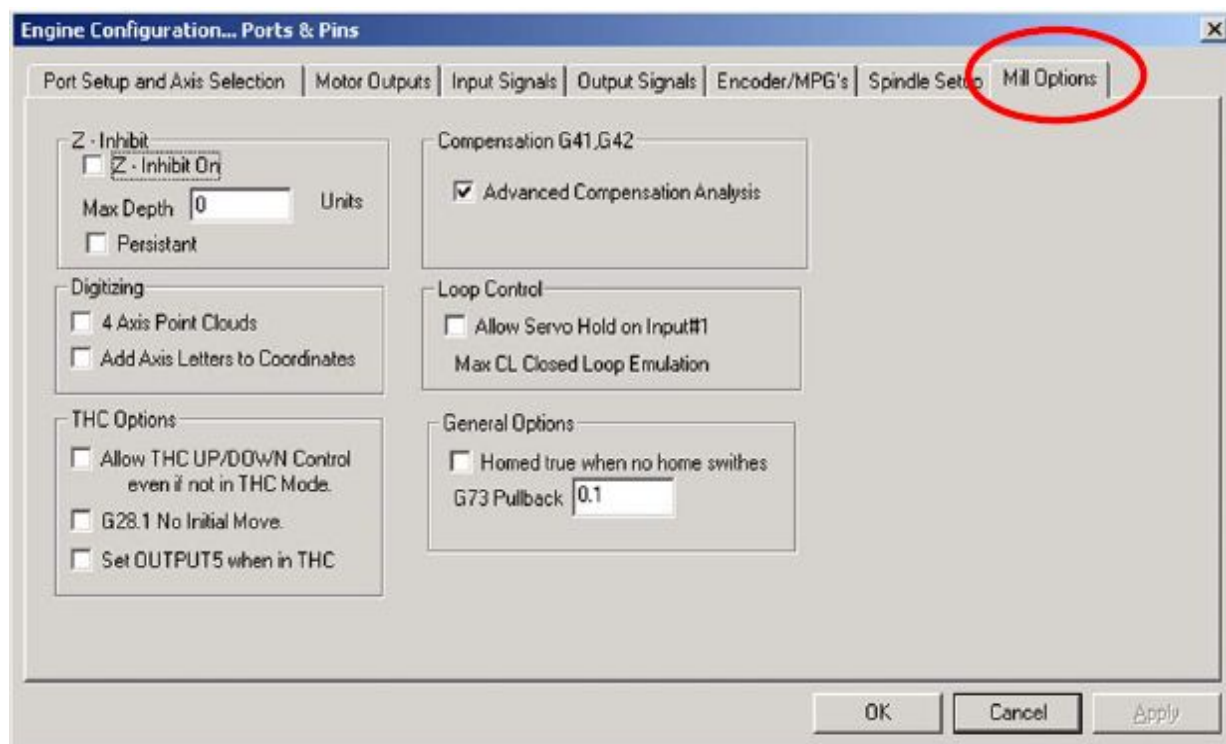 Engine Configuration... Ports & Pins
Port Setup and Axis Selection Motor Outputs Input Signals Output Signals Encoder/MPG's Spindle Setup Mill Options
Z - Inhibit
Z - Inhibit On
Max Depth 0 Units
Persistant
Compensation G41,G42
Advanced Compensation Analysis
Digitizing
4 Axis Point Clouds
Add Axis Letters to Coordinates
Loop Control
Allow Servo Hold on Input#1
Max CL Closed Loop Emulation
THC Options
Allow THC UP/DOWN Control
even if not in THC Mode.
G28.1 No Initial Move.
Set OUTPUT5 when in THC
General Options
Homed true when no home swithes
G73 Pullback 0.1
OK Cancel Apply